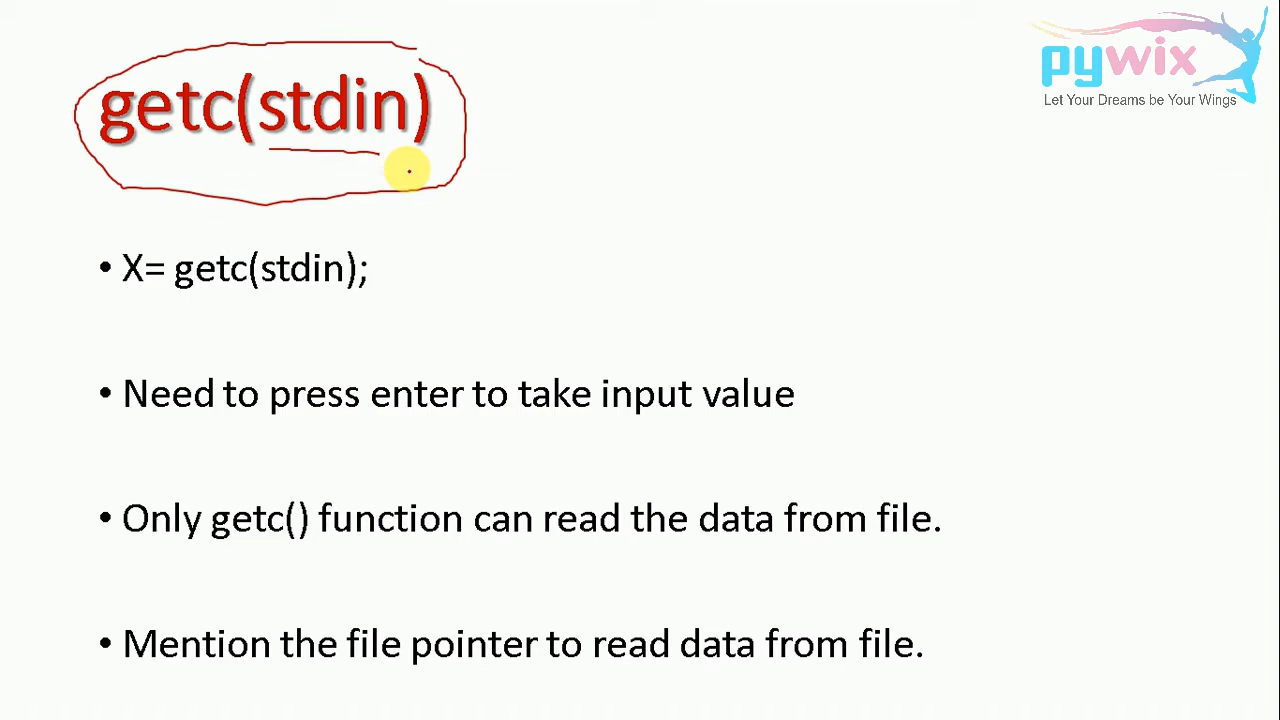 getc(stdin)
pywix
Let Your Dreams be Your Wings
• X= getc(stdin);
• Need to press enter to take input value
• Only getc() function can read the data from file.
• Mention the file pointer to read data from file.